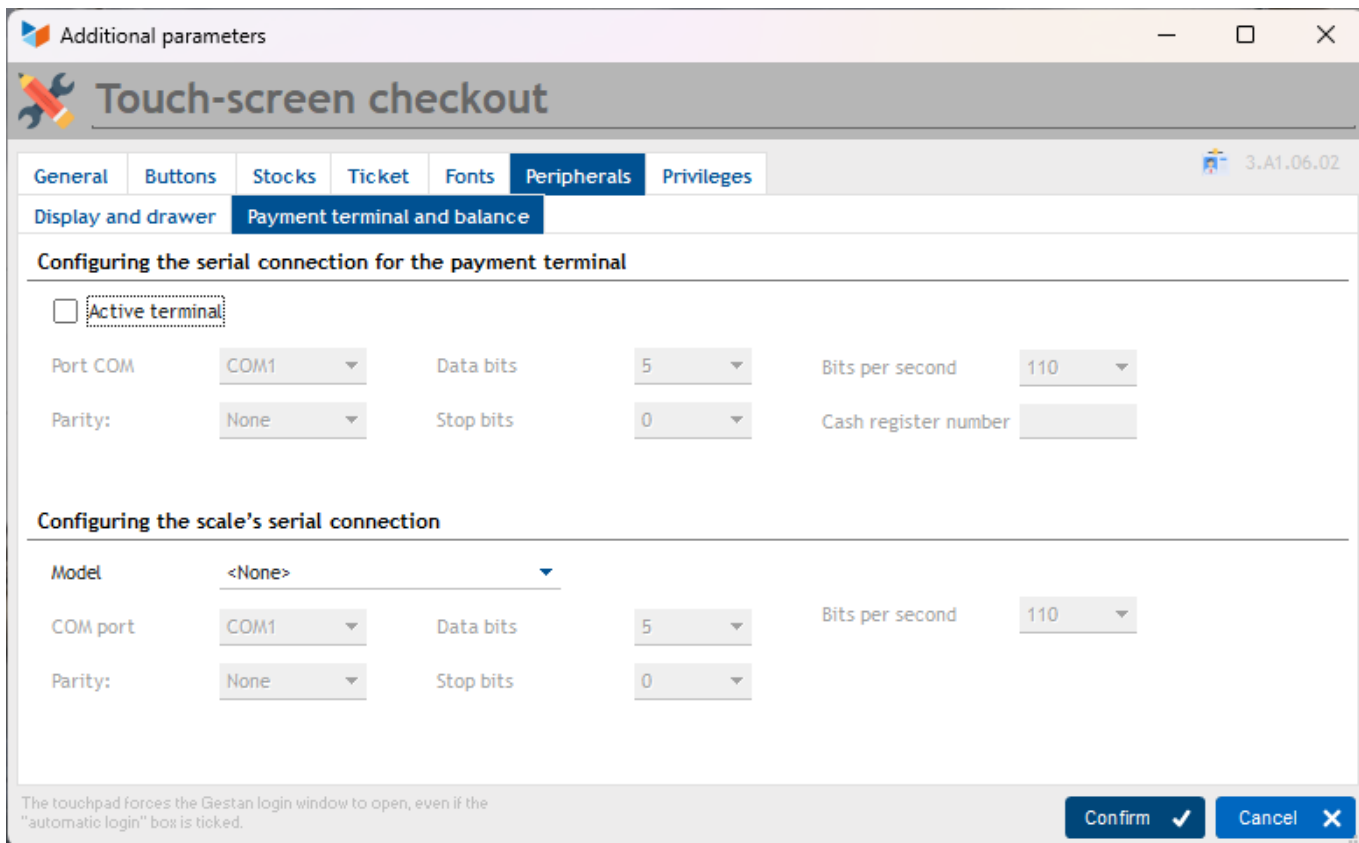 Additional parameters
Touch-screen checkout
General Buttons Stocks Ticket Fonts Peripherals Privileges
3.A1.06.02
Display and drawer Payment terminal and balance
Configuring the serial connection for the payment terminal
Active terminal
Port COM COM1 Data bits 5 Bits per second 110
Parity: None Stop bits 0 Cash register number
Configuring the scale's serial connection
Model <None>
COM port COM1 Data bits 5 Bits per second 110
Parity: None Stop bits 0
The touchpad forces the Gestan login window to open, even if the
"automatic login" box is ticked.
Confirm Cancel